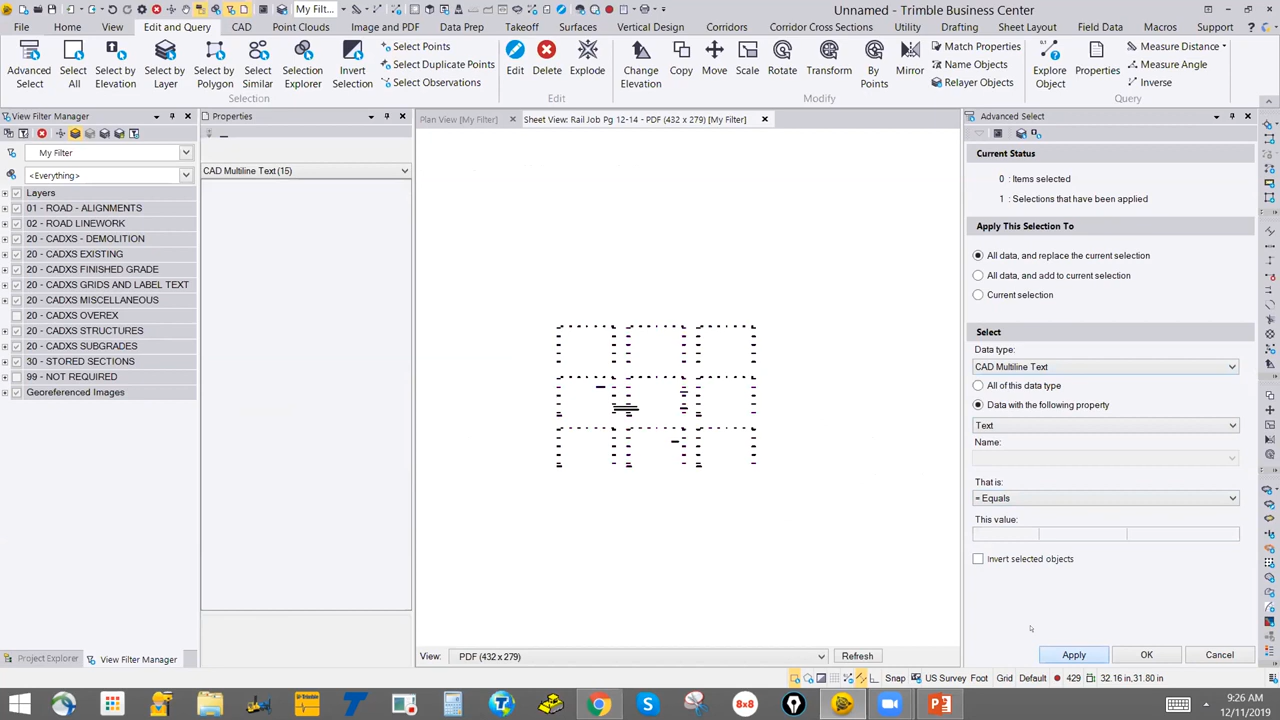 My Filt...
Unnamed - Trimble Business Center
File
Home
View
Edit and Query
CAD
Point Clouds
Image and PDF
Data Prep
Takeoff
Surfaces
Vertical Design
Corridor
Corridor Cross Sections
Utility
Drafting
Sheet Layout
Field Data
Macros
Support
Advanced Select
Select All
Select by Elevation
Select by Layer
Select by Polygon
Select Similar
Selection Explorer
Invert Selection
Select Points
Select Duplicate Points
Select Observations
Edit
Delete
Explode
Change Elevation
Copy
Move
Scale
Rotate
Transform
By Points
Mirror
Match Properties
Name Objects
Relayer Objects
Explore Object
Properties
Measure Distance
Measure Angle
Inverse
Selection
Edit
Modify
Query
View Filter Manager
Properties
Plan View [My Filter]
Sheet View: Rail Job Pg 12-14 - PDF (432 x 279) [My Filter]
Advanced Select
My Filter
<Everything>
Layers
01 - ROAD - ALIGNMENTS
02 - ROAD LINEWORK
20 - CADXS - DEMOLITION
20 - CADXS EXISTING
20 - CADXS FINISHED GRADE
20 - CADXS GRIDS AND LABEL TEXT
20 - CADXS MISCELLANEOUS
20 - CADXS OVEREX
20 - CADXS STRUCTURES
20 - CADXS SUBGRADES
30 - STORED SECTIONS
99 - NOT REQUIRED
Georeferenced Images
CAD Multiline Text (15)
Current Status
0 : Items selected
1 : Selections that have been applied
Apply This Selection To
All data, and replace the current selection
All data, and add to current selection
Current selection
Select
Data type:
CAD Multiline Text
All of this data type
Data with the following property
Text
Name:
That is:
= Equals
This value:
Invert selected objects
Apply
OK
Cancel
Project Explorer
View Filter Manager
View:
PDF (432 x 279)
Refresh
Snap
US Survey Foot
Grid
Default
429
32.16 in,31.80 in
8x8
9:26 AM
12/11/2019